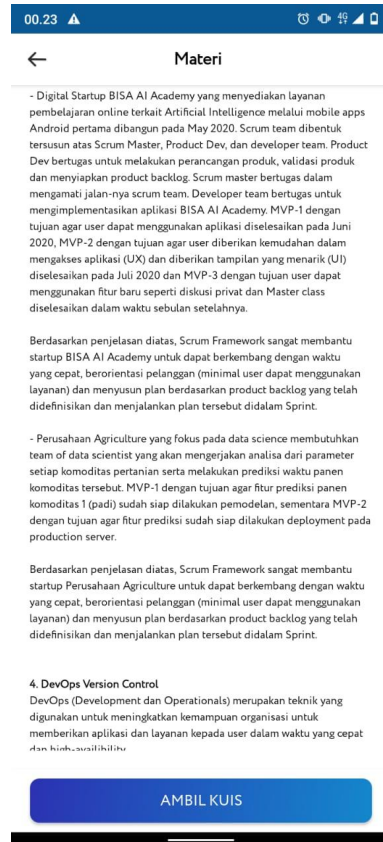 00.23
4G
Materi
- Digital Startup BISA AI Academy yang menyediakan layanan
pembelajaran online terkait Artificial Intelligence melalui mobile apps
Android pertama dibangun pada May 2020. Scrum team dibentuk
tersusun atas Scrum Master, Product Dev, dan developer team. Product
Dev bertugas untuk melakukan perancangan produk, validasi produk
dan menyiapkan product backlog. Scrum master bertugas dalam
mengamati jalan-nya scrum team. Developer team bertugas untuk
mengimplementasikan aplikasi BISA AI Academy. MVP-1 dengan
tujuan agar user dapat menggunakan aplikasi diselesaikan pada Juni
2020, MVP-2 dengan tujuan agar user diberikan kemudahan dalam
mengakses aplikasi (UX) dan diberikan tampilan yang menarik (UI)
diselesaikan pada Juli 2020 dan MVP-3 dengan tujuan user dapat
menggunakan fitur baru seperti diskusi privat dan Master class
diselesaikan dalam waktu sebulan setelahnya.
Berdasarkan penjelasan diatas, Scrum Framework sangat membantu
startup BISA AI Academy untuk dapat berkembang dengan waktu
yang cepat, berorientasi pelanggan (minimal user dapat menggunakan
layanan) dan menyusun plan berdasarkan product backlog yang telah
didefinisikan dan menjalankan plan tersebut didalam Sprint.
- Perusahaan Agriculture yang fokus pada data science membutuhkan
team of data scientist yang akan mengerjakan analisa dari parameter
setiap komoditas pertanian serta melakukan prediksi waktu panen
komoditas tersebut. MVP-1 dengan tujuan agar fitur prediksi panen
komoditas 1 (padi) sudah siap dilakukan pemodelan, sementara MVP-2
dengan tujuan agar fitur prediksi sudah siap dilakukan deployment pada
production server.
Berdasarkan penjelasan diatas, Scrum Framework sangat membantu
startup Perusahaan Agriculture untuk dapat berkembang dengan waktu
yang cepat, berorientasi pelanggan (minimal user dapat menggunakan
layanan) dan menyusun plan berdasarkan product backlog yang telah
didefinisikan dan menjalankan plan tersebut didalam Sprint.
4. DevOps Version Control
DevOps (Development dan Operationals) merupakan teknik yang
digunakan untuk meningkatkan kemampuan organisasi untuk
memberikan aplikasi dan layanan kepada user dalam waktu yang cepat
dan high-availibility
AMBIL KUIS